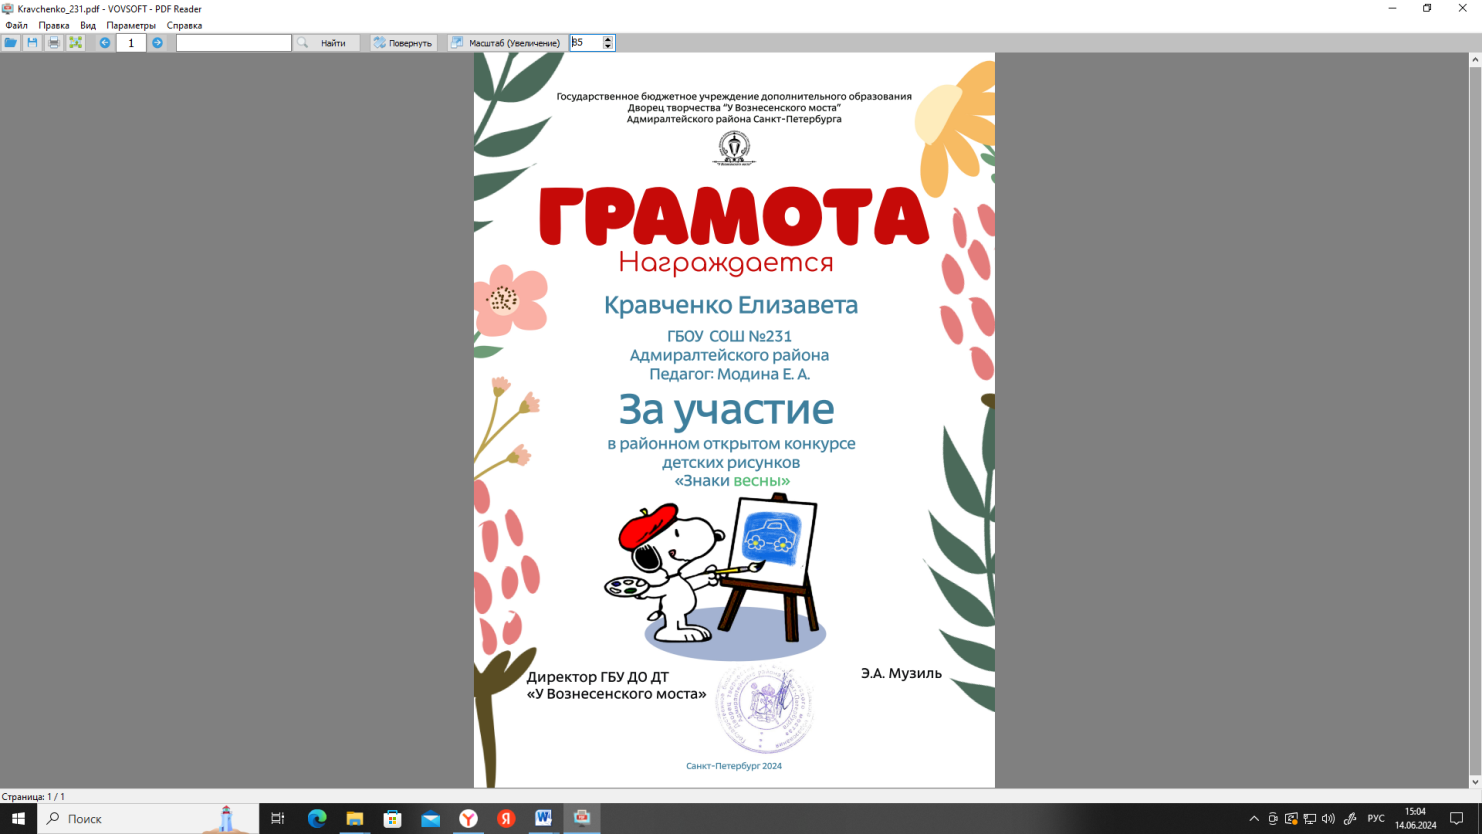 Kravchenko_231.pdf - VOVSOFT - PDF Reader
Файл Правка Вид Параметры Справка
1 Найти Повернуть Масштаб (Увеличение) 85
Государственное бюджетное учреждение дополнительного образования
Дворец творчества "У Вознесенского моста"
Адмиралтейского района Санкт-Петербурга
ГРАМОТА
Награждается
Кравченко Елизавета
ГБОУ СОШ №231
Адмиралтейского района
Педагог: Модина Е. А.
За участие
в районном открытом конкурсе
детских рисунков
«Знаки весны»
Директор ГБУ ДО ДТ
«У Вознесенского моста»
Э.А. Музиль
Санкт-Петербург 2024
Страница: 1 / 1
Поиск
РУС
15:04
14.06.2024